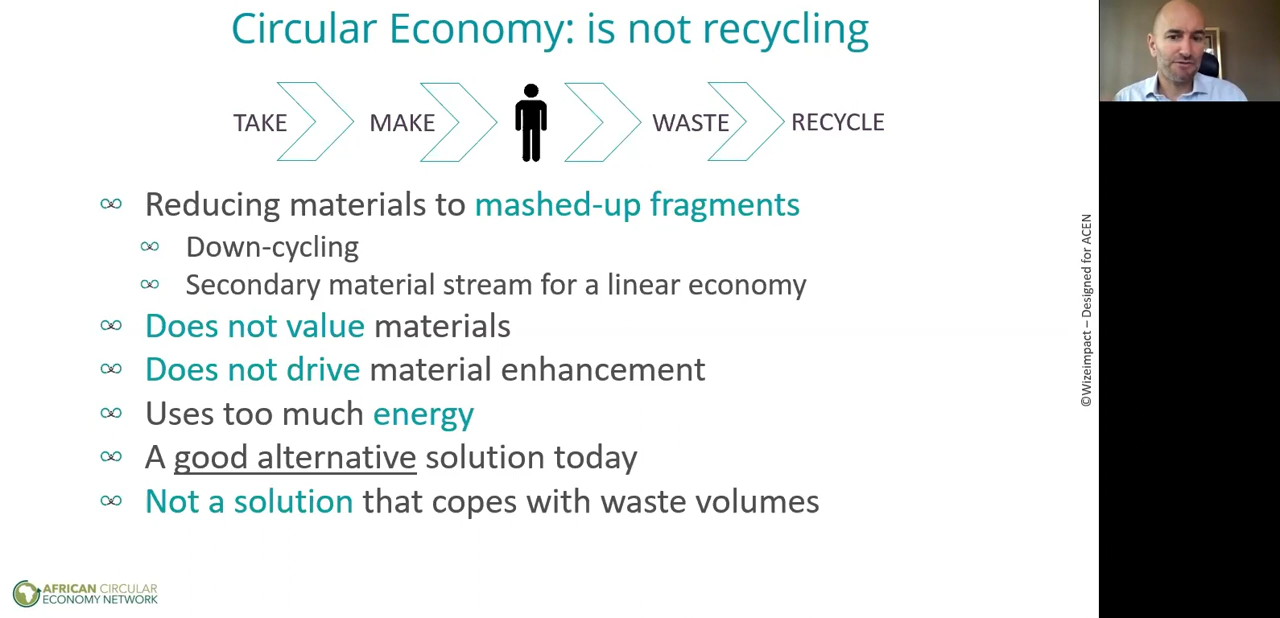 Circular Economy: is not recycling
TAKE MAKE WASTE RECYCLE
Reducing materials to mashed-up fragments
Down-cycling
Secondary material stream for a linear economy
Does not value materials
Does not drive material enhancement
Uses too much energy
A good alternative solution today
Not a solution that copes with waste volumes
©Wizeimpact – Designed for ACEN
AFRICAN CIRCULAR
ECONOMY NETWORK